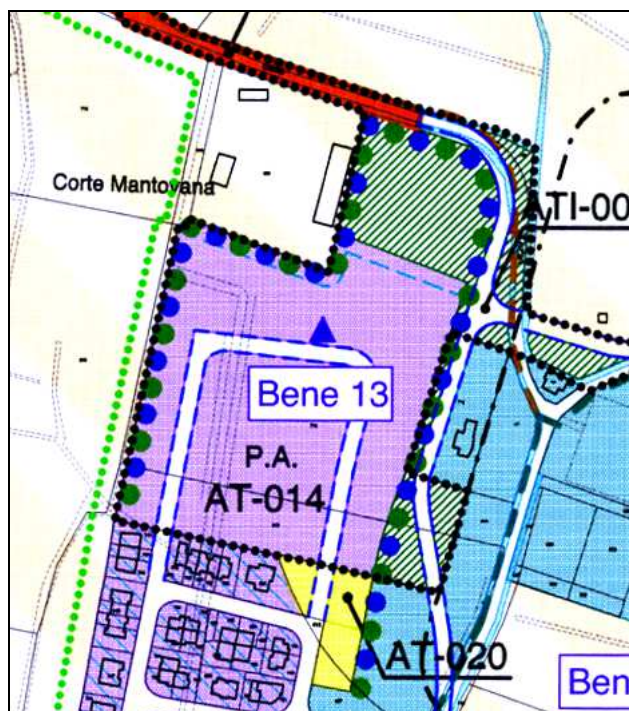 Corte Mantovana
ATI-00
Bene 13
P.A.
AT-014
AT-020
Ben